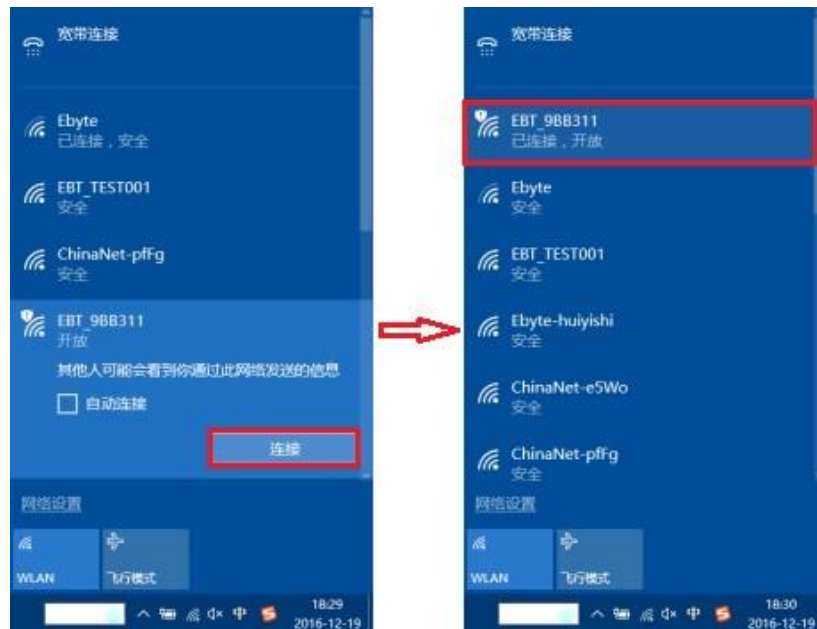 宽带连接
Ebyte
已连接，安全
EBT_TEST001
安全
ChinaNet-pfFg
安全
EBT_9BB311
开放
其他人可能会看到你通过此网络发送的信息
自动连接
连接
网络设置
WLAN
飞行模式
中
18:29
2016-12-19
宽带连接
EBT_9BB311
已连接，开放
Ebyte
安全
EBT_TEST001
安全
Ebyte-huiyishi
安全
ChinaNet-e5Wo
安全
ChinaNet-pfFg
安全
网络设置
WLAN
飞行模式
中
18:30
2016-12-19